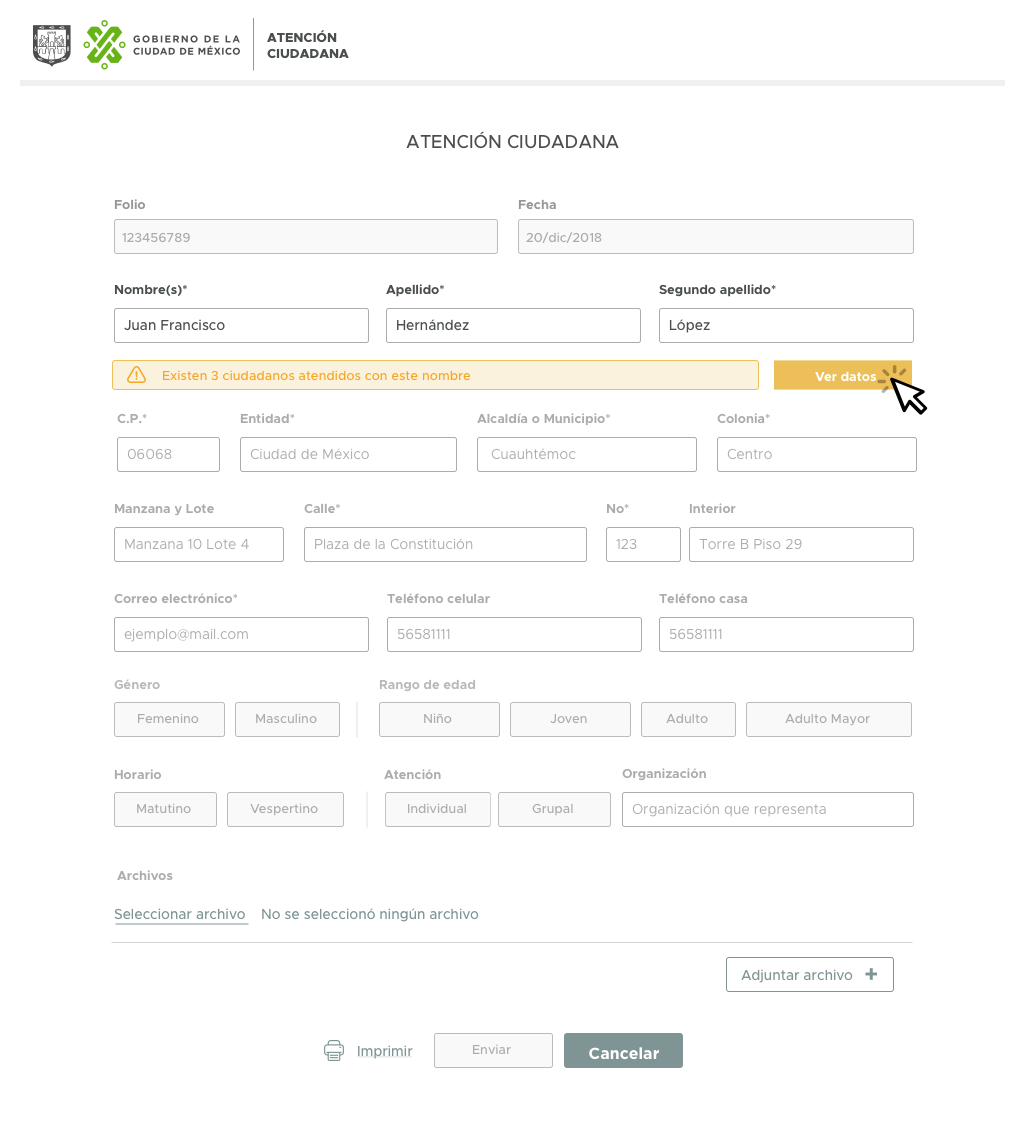 GOBIERNO DE LA
CIUDAD DE MÉXICO
ATENCIÓN
CIUDADANA
ATENCIÓN CIUDADANA
Folio Fecha
123456789 20/dic/2018
Nombre(s)* Apellido* Segundo apellido*
Juan Francisco Hernández López
Existen 3 ciudadanos atendidos con este nombre Ver datos
C.P.* Entidad* Alcaldía o Municipio* Colonia*
06068 Ciudad de México Cuauhtémoc Centro
Manzana y Lote Calle* No* Interior
Manzana 10 Lote 4 Plaza de la Constitución 123 Torre B Piso 29
Correo electrónico* Teléfono celular Teléfono casa
ejemplo@mail.com 56581111 56581111
Género Rango de edad
Femenino Masculino Niño Joven Adulto Adulto Mayor
Horario Atención Organización
Matutino Vespertino Individual Grupal Organización que representa
Archivos
Seleccionar archivo No se seleccionó ningún archivo
Adjuntar archivo +
Imprimir Enviar Cancelar